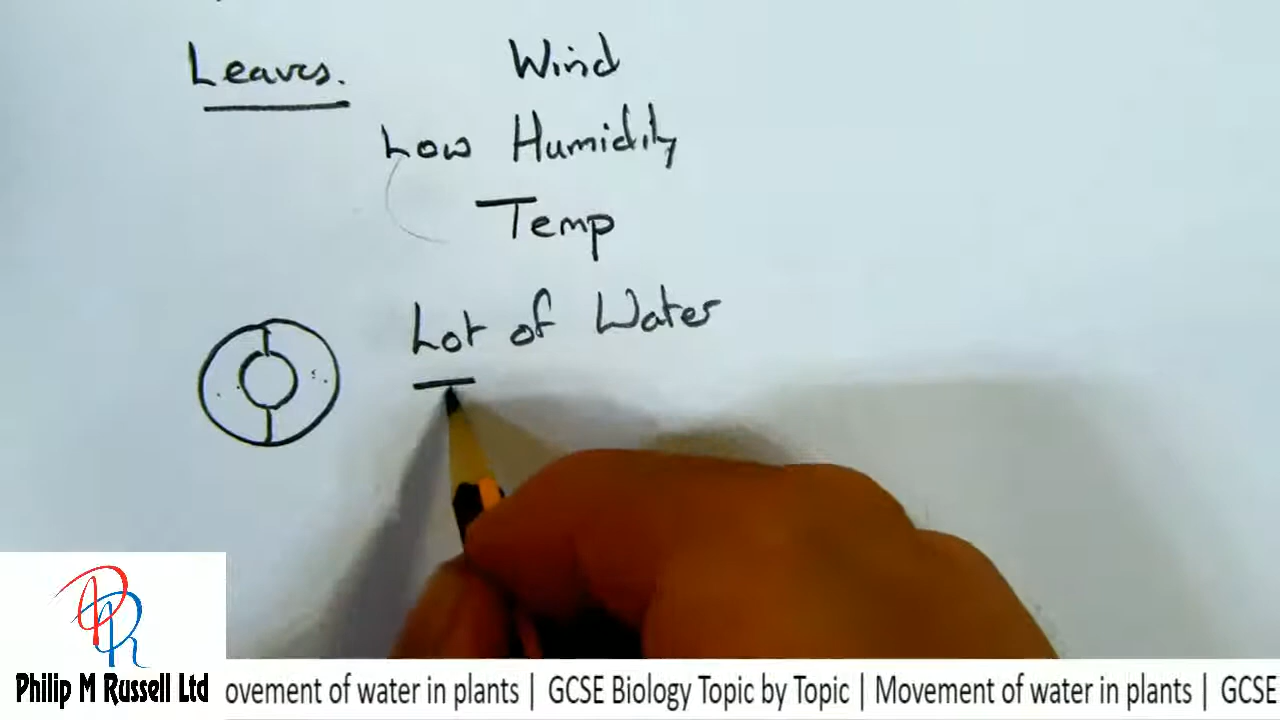 Leaves. Wind
Low Humidity
Temp
Lot of Water
Philip M Russell Ltd
ovement of water in plants | GCSE Biology Topic by Topic | Movement of water in plants | GCSE